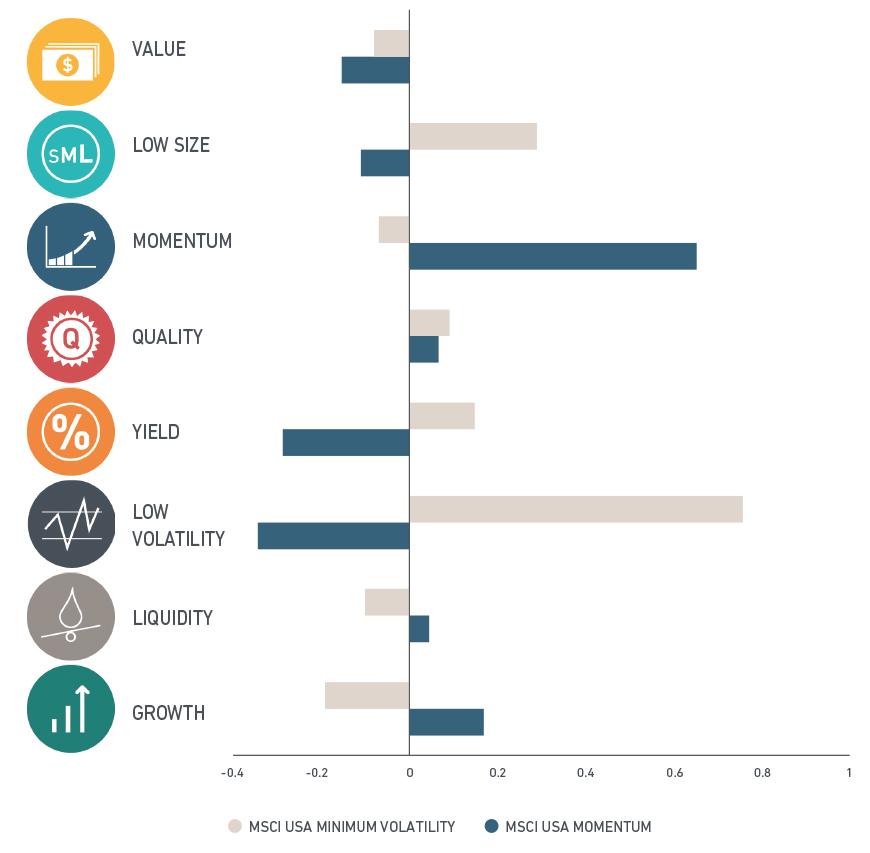 $
VALUE
SML
LOW SIZE
MOMENTUM
Q
QUALITY
%
YIELD
LOW
VOLATILITY
LIQUIDITY
GROWTH
-0.4 -0.2 0 0.2 0.4 0.6 0.8 1
MSCI USA MINIMUM VOLATILITY MSCI USA MOMENTUM